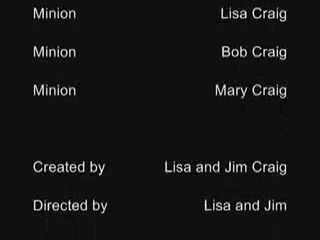 Minion Lisa Craig
Minion Bob Craig
Minion Mary Craig
Created by Lisa and Jim Craig
Directed by Lisa and Jim